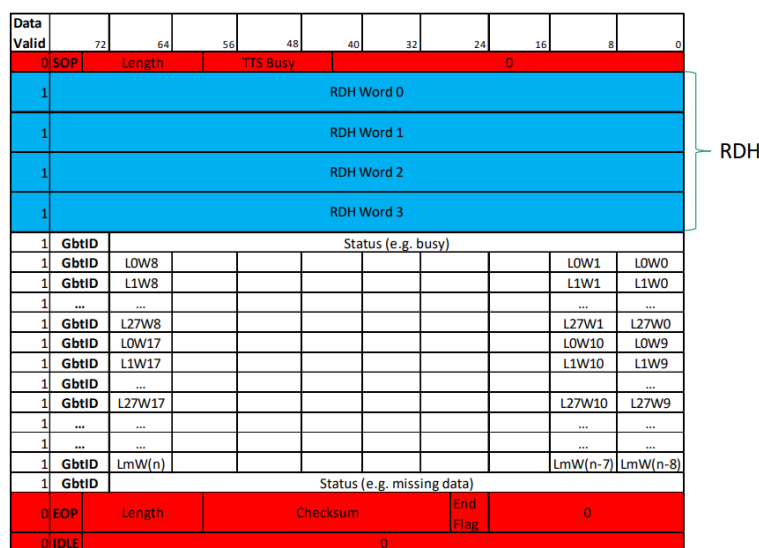 Data
Valid 72 64 56 48 40 32 24 16 8 0
0 SOP Length TTS Busy 0
1 RDH Word 0
1 RDH Word 1
RDH
1 RDH Word 2
1 RDH Word 3
1 GbtID Status (e.g. busy)
1 GbtID L0W8 L0W1 L0W0
1 GbtID L1W8 L1W1 L1W0
1 ... ... ... ...
1 GbtID L27W8 L27W1 L27W0
1 GbtID L0W17 L0W10 L0W9
1 GbtID L1W17 L1W10 L1W9
1 GbtID ... ...
1 GbtID L27W17 L27W10 L27W9
1 ... ... ... ...
1 ... ... ... ...
1 GbtID LmW(n) LmW(n-7) LmW(n-8)
1 GbtID Status (e.g. missing data)
0 EOP Length Checksum End Flag 0
0 IDLE 0